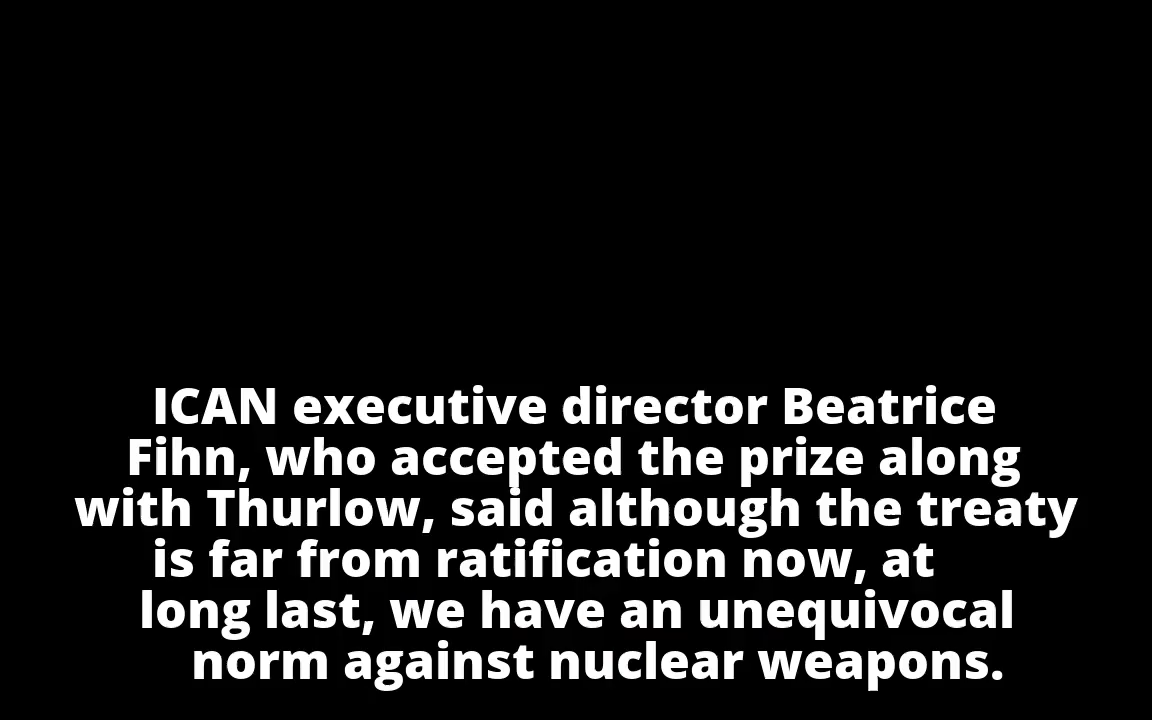 ICAN executive director Beatrice
Fihn, who accepted the prize along
with Thurlow, said although the treaty
is far from ratification now, at
long last, we have an unequivocal
norm against nuclear weapons.